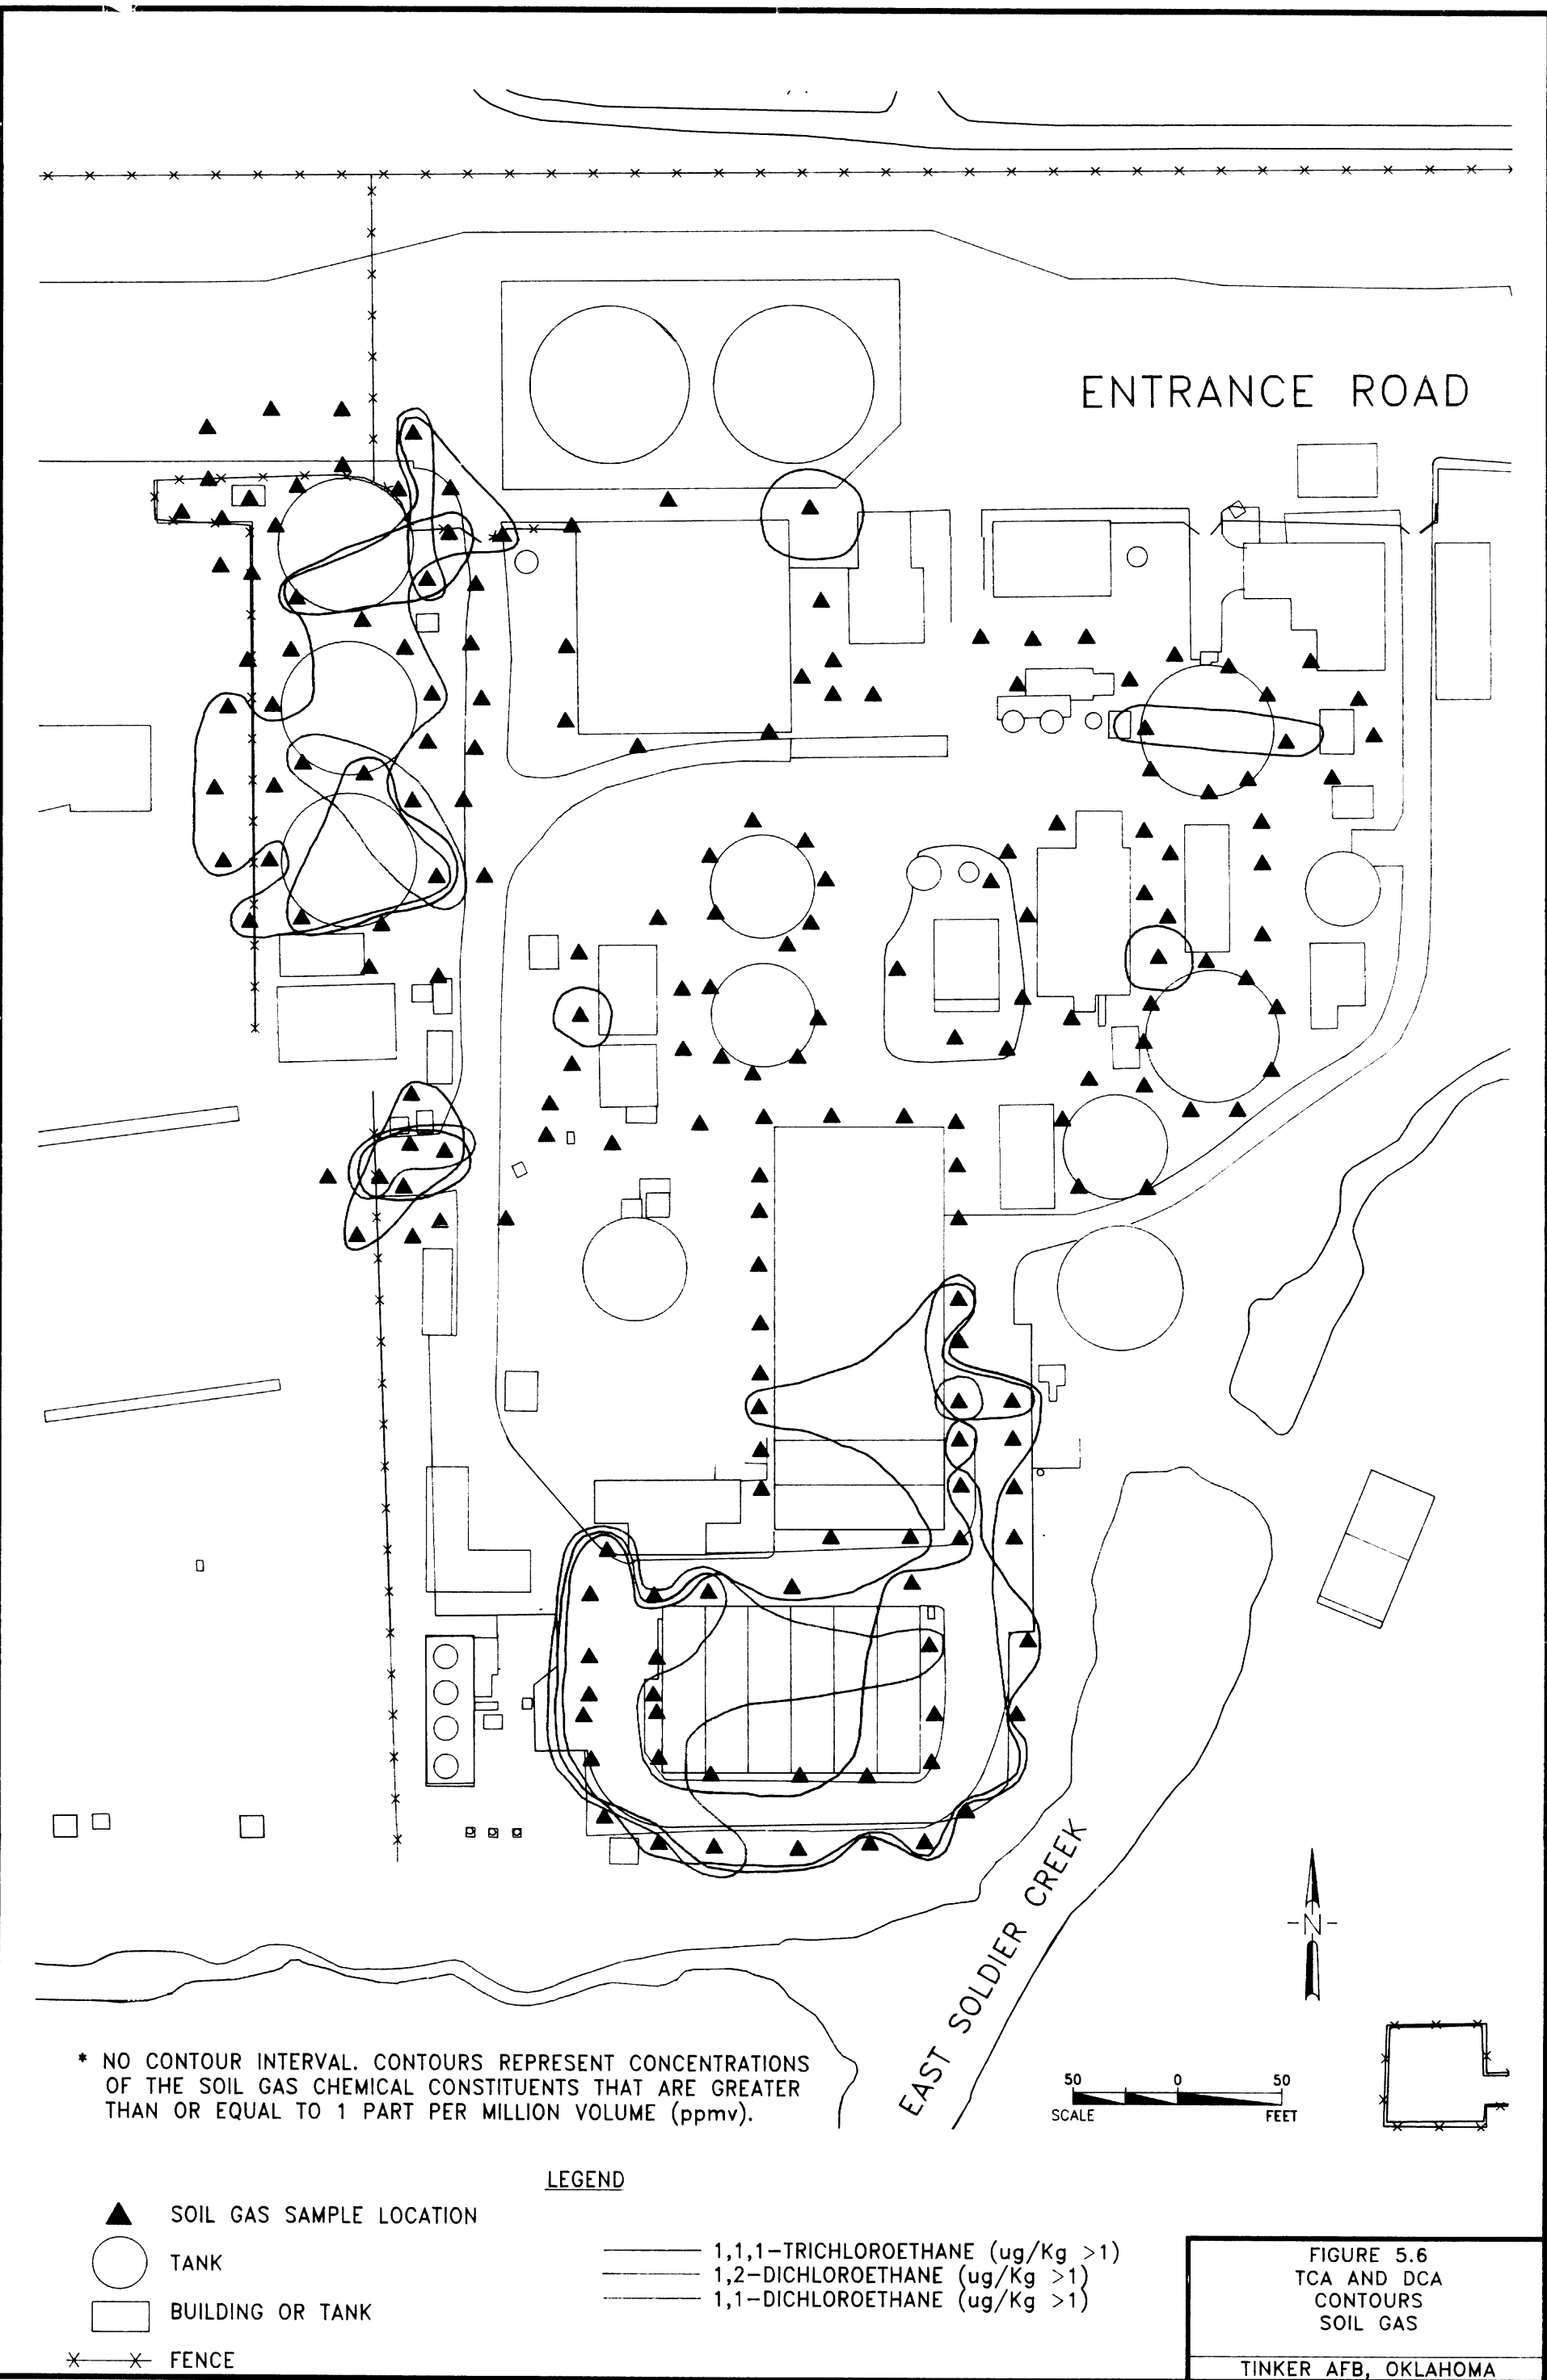 ENTRANCE ROAD
EAST SOLDIER CREEK
-N-
* NO CONTOUR INTERVAL. CONTOURS REPRESENT CONCENTRATIONS
OF THE SOIL GAS CHEMICAL CONSTITUENTS THAT ARE GREATER
THAN OR EQUAL TO 1 PART PER MILLION VOLUME (ppmv).
50 0 50
SCALE FEET
LEGEND
SOIL GAS SAMPLE LOCATION
TANK
BUILDING OR TANK
FENCE
1,1,1-TRICHLOROETHANE (ug/Kg >1)
1,2-DICHLOROETHANE (ug/Kg >1)
1,1-DICHLOROETHANE (ug/Kg >1)
FIGURE 5.6
TCA AND DCA
CONTOURS
SOIL GAS
TINKER AFB, OKLAHOMA